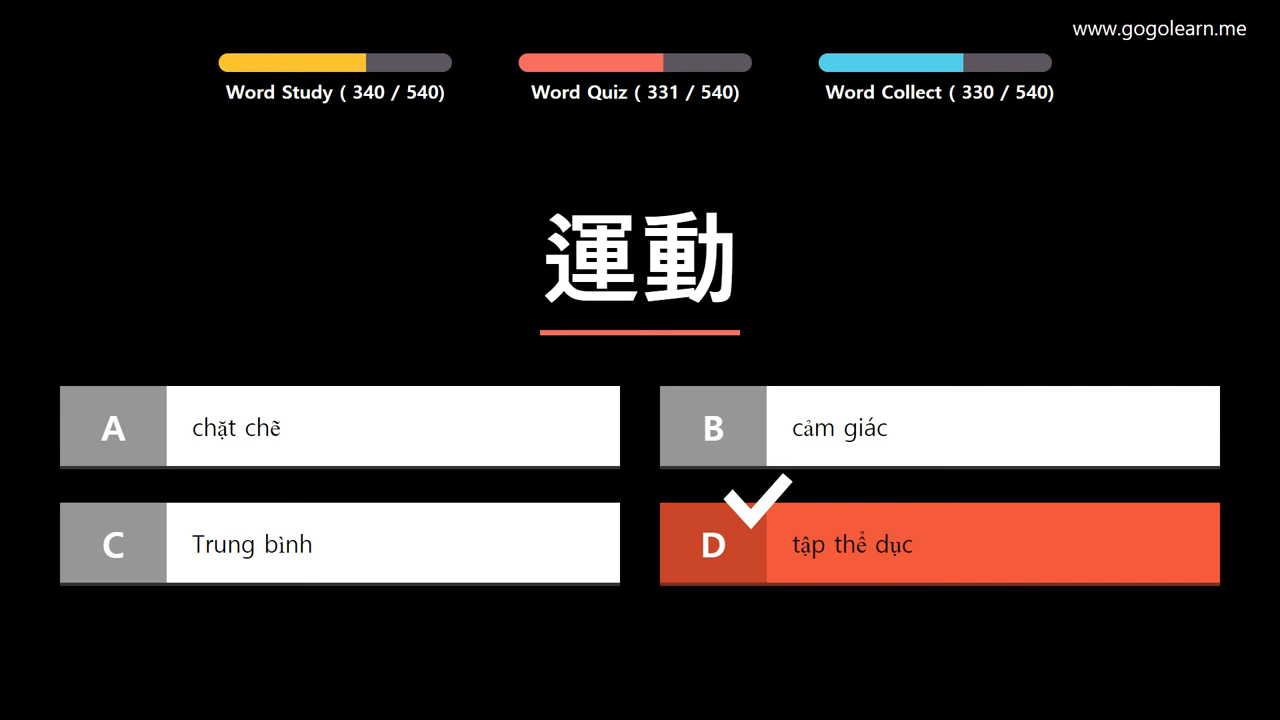 www.gogolearn.me
Word Study ( 340 / 540)
Word Quiz ( 331 / 540)
Word Collect ( 330 / 540)
運動
A chặt chẽ
B cảm giác
C Trung bình
D tập thể dục